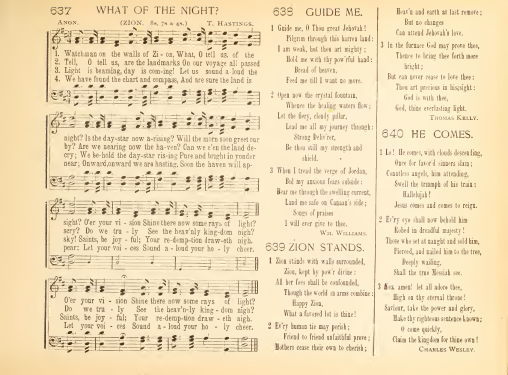 637 WHAT OF THE NIGHT?
ANON. (ZION. 8s, 7s & 4s.) T. HASTINGS.
1. Watchman on the walls of Zi - on, What, O tell us of the
2. Tell, O tell us, are the landmarks On our voyage all passed
3. Light is beaming, day is com-ing! Let us sound a - loud the
4. We have found the chart and compass, And are sure the land is
night? Is the day-star now a-rising? Will the morn soon greet our
by? Are we nearing now the ha-ven? Can we e'en the land de-
cry; We be-hold the day-star rising Pure and bright in yonder
near; Onward, onward we are hasting, Soon the haven will ap-
sight? O'er your vi - sion Shine there now some rays of light?
sery? Do we tru - ly See the heav'nly king-dom nigh?
sky! Saints, be joy - ful; Your re-demp-tion draw-eth nigh.
pear: Let your voi - ces Sound a - loud your ho - ly cheer.
O'er your vi - sion Shine there now some rays of light?
Do we tru - ly See the heav'n-ly king - dom nigh?
Saints, be joy - ful; Your re-demp-tion draw - eth nigh.
Let your voi - ces Sound a - loud your ho - ly cheer.
638 GUIDE ME.
1 Guide me, O Thou great Jehovah!
Pilgrim through this barren land:
I am weak, but thou art mighty;
Hold me with thy powerful hand:
Bread of heaven,
Feed me till I want no more.
2 Open now the crystal fountain,
Whence the healing waters flow;
Let the fiery, cloudy pillar,
Lead me all my journey through:
Strong Deliv'rer,
Be thou still my strength and
shield.
3 When I tread the verge of Jordan,
Bid my anxious fears subside:
Bear me through the swelling current,
Land me safe on Canaan's side;
Songs of praises
I will ever give to thee.
WM. WILLIAMS.
639 ZION STANDS.
1 Zion stands with walls surrounded,
Zion, kept by pow'r divine:
All her foes shall be confounded,
Though the world in arms combine:
Happy Zion,
What a favored lot is thine!
2 Ev'ry human tie may perish;
Friend to friend unfaithful prove;
Mothers cease their own to cherish;
Heav'n and earth at last remove;
But no changes
Can attend Jehovah's love.
3 In the furnace God may prove thee,
Thence to bring thee forth more
bright;
But can never cease to love thee:
Thou art precious in his sight:
God is with thee,
God, thine everlasting light.
THOMAS KELLY.
640 HE COMES.
1 Lo! He comes, with clouds descending,
Once for favored sinners slain;
Countless angels, him attending,
Swell the triumph of his train:
Hallelujah!
Jesus comes and comes to reign.
2 Ev'ry eye shall now behold him
Robed in dreadful majesty!
Those who set at naught and sold him,
Pierced, and nailed him to the tree,
Deeply wailing,
Shall the true Messiah see.
3 Yea, amen! let all adore thee,
High on thy eternal throne!
Saviour, take the power and glory,
Make thy righteous sentence known;
O come quickly,
Claim the kingdom for thine own!
CHARLES WESLEY.